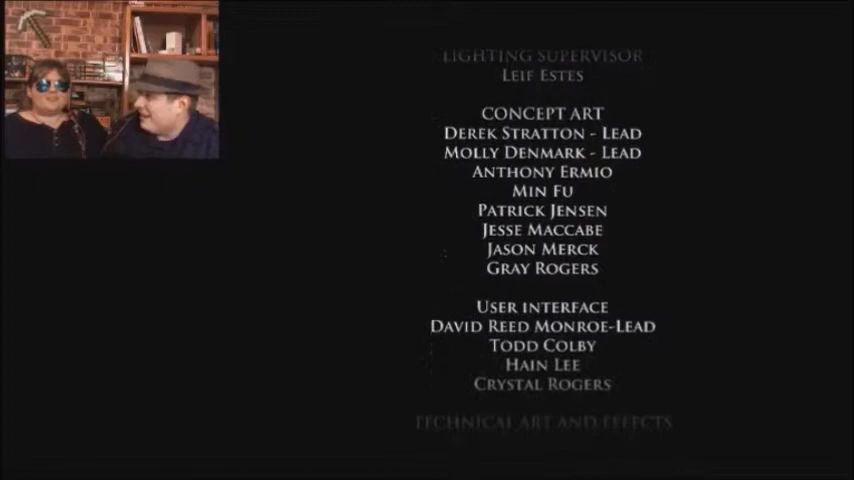 LIGHTING SUPERVISOR
LEIF ESTES
CONCEPT ART
DEREK STRATTON - LEAD
MOLLY DENMARK - LEAD
ANTHONY ERMIO
MIN FU
PATRICK JENSEN
JESSE MACCABE
JASON MERCK
GRAY ROGERS
USER INTERFACE
DAVID REED MONROE-LEAD
TODD COLBY
HAIN LEE
CRYSTAL ROGERS
TECHNICAL ART AND EFFECTS